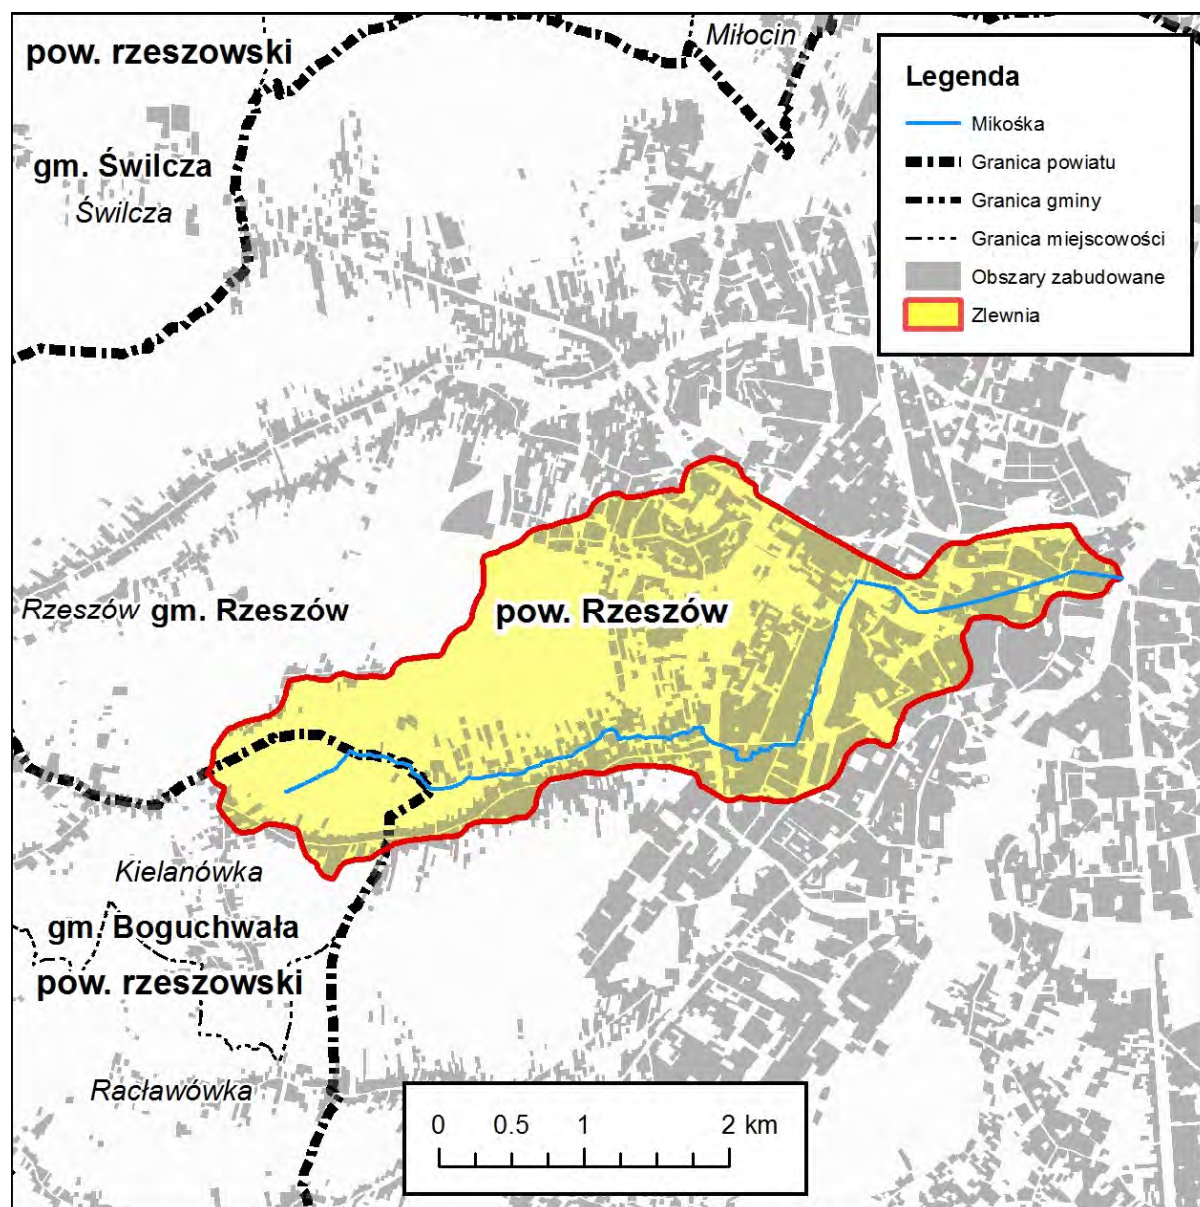 pow. rzeszowski
Miłocin
gm. Świlcza
Świlcza
Legenda
Mikośka
Granica powiatu
Granica gminy
Granica miejscowości
Obszary zabudowane
Zlewnia
Rzeszów gm. Rzeszów
pow. Rzeszów
Kielanówka
gm. Boguchwała
pow. rzeszowski
Racławówka
0 0.5 1 2 km